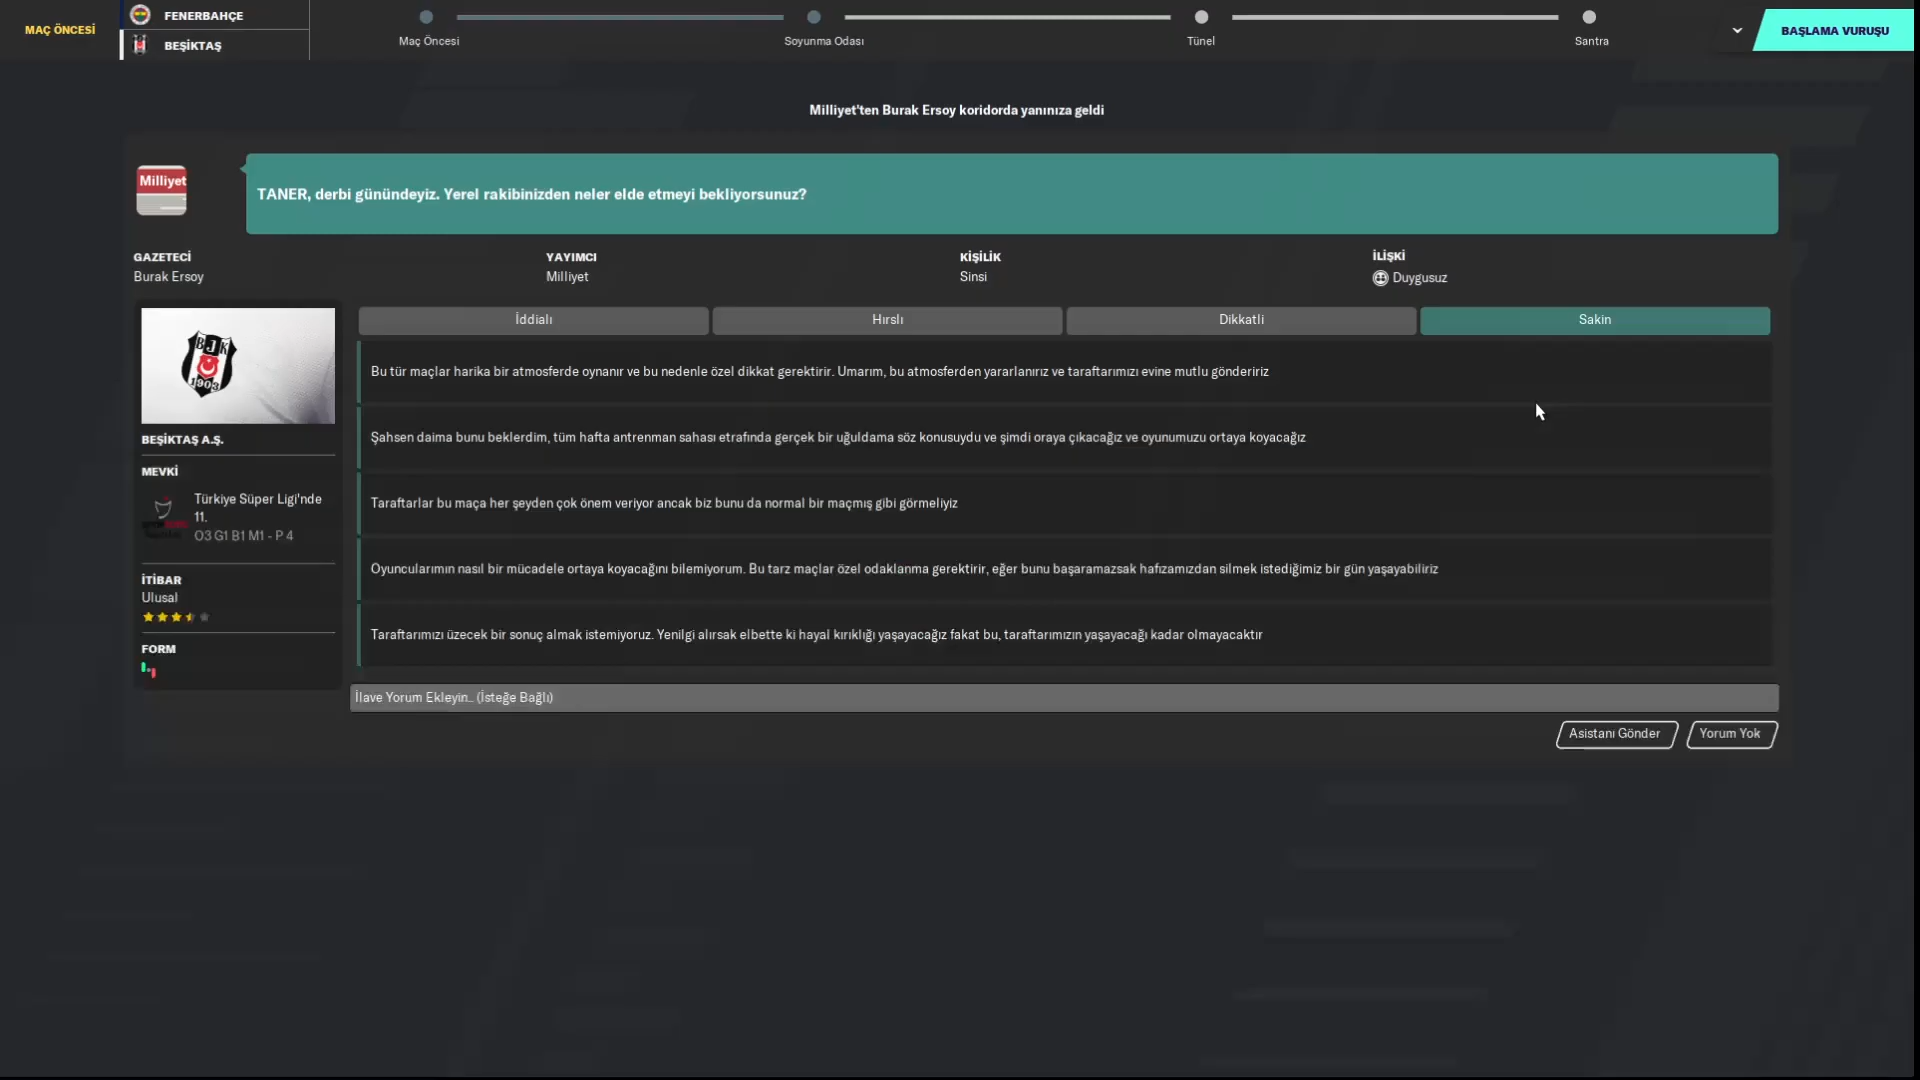 MAÇ ÖNCESİ
FENERBAHÇE
BEŞİKTAŞ
Maç Öncesi
Soyunma Odası
Tünel
Santra
BAŞLAMA VURUŞU
Milliyet'ten Burak Ersoy koridorda yanınıza geldi
Milliyet
TANER, derbi günündeyiz. Yerel rakibinizden neler elde etmeyi bekliyorsunuz?
GAZETECİ
Burak Ersoy
YAYIMCI
Milliyet
KİŞİLİK
Sinsi
İLİŞKİ
Duygusuz
BJK
1903
BEŞİKTAŞ A.Ş.
MEVKİ
Türkiye Süper Ligi'nde
11.
O3 G1 B1 M1 - P 4
İTİBAR
Ulusal
FORM
İddialı
Hırslı
Dikkatli
Sakin
Bu tür maçlar harika bir atmosferde oynanır ve bu nedenle özel dikkat gerektirir. Umarım, bu atmosferden yararlanırız ve taraftarımızı evine mutlu göndeririz
Şahsen daima bunu beklerdim, tüm hafta antrenman sahası etrafında gerçek bir uğuldama söz konusuydu ve şimdi oraya çıkacağız ve oyunumuzu ortaya koyacağız
Taraftarlar bu maça her şeyden çok önem veriyor ancak biz bunu da normal bir maçmış gibi görmeliyiz
Oyuncularımın nasıl bir mücadele ortaya koyacağını bilemiyorum. Bu tarz maçlar özel odaklanma gerektirir, eğer bunu başaramazsak hafızamızdan silmek istediğimiz bir gün yaşayabiliriz
Taraftarımızı üzecek bir sonuç almak istemiyoruz. Yenilgi alırsak elbette ki hayal kırıklığı yaşayacağız fakat bu, taraftarımızın yaşayacağı kadar olmayacaktır
İlave Yorum Ekleyin... (İsteğe Bağlı)
Asistanı Gönder
Yorum Yok